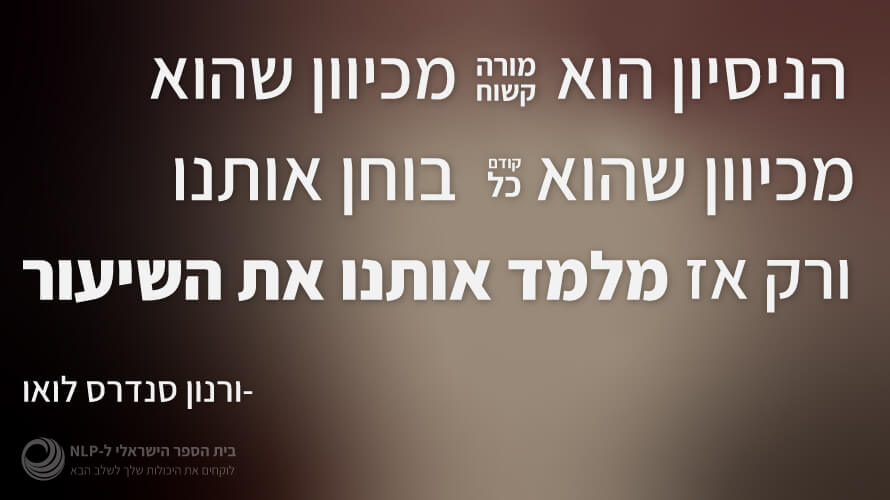 הניסיון הוא מורה קשוח מכיוון שהוא
מכיוון שהוא קודם כל בוחן אותנו
ורק אז מלמד אותנו את השיעור
-ורנון סנדרס לואו
בית הספר הישראלי ל-NLP
לוקחים את היכולות שלך לשלב הבא